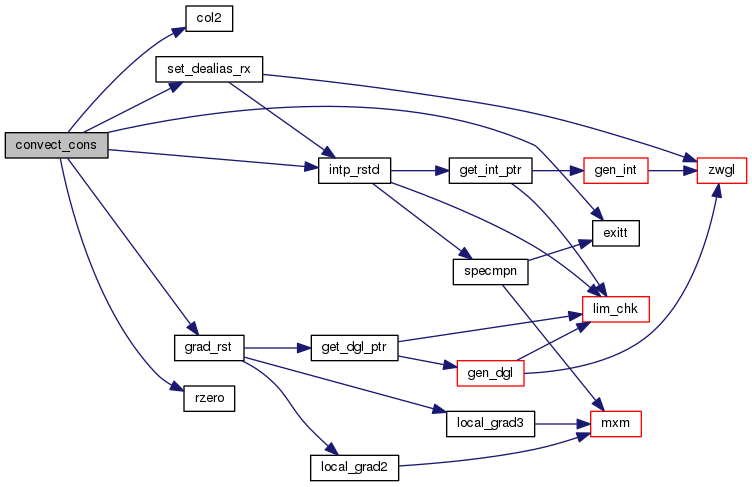 col2
set_dealias_rx
convect_cons
intp_rstd
get_int_ptr
gen_int
zwgl
exitt
specmpn
lim_chk
grad_rst
get_dgl_ptr
gen_dgl
rzero
local_grad3
mxm
local_grad2